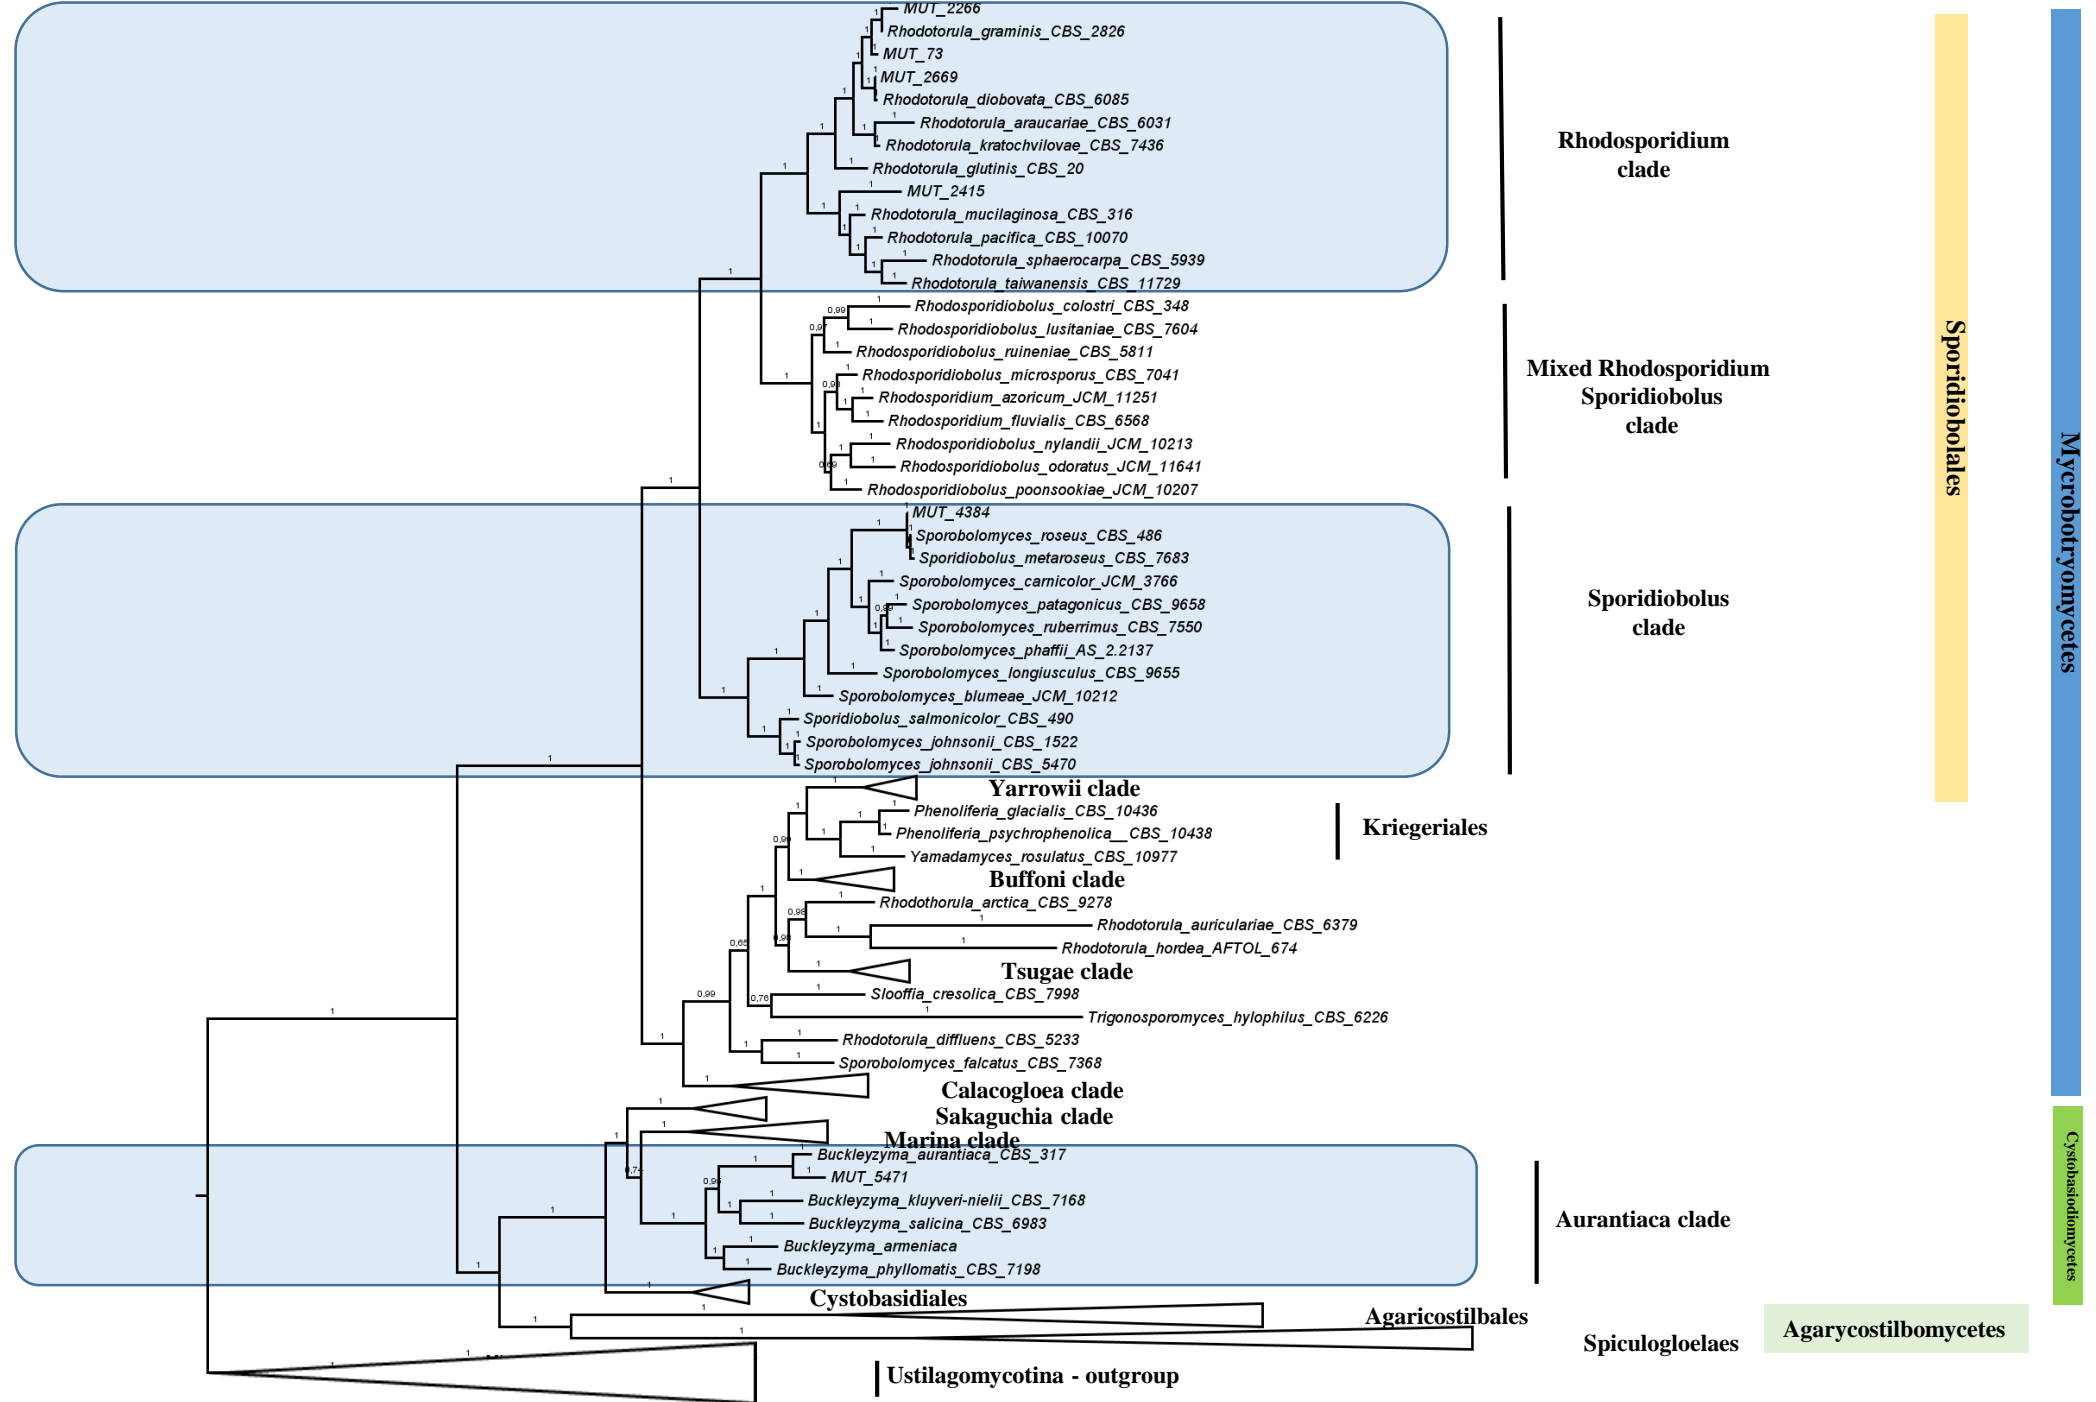 MUT_2266
Rhodotorula_graminis_CBS_2826
MUT_73
MUT_2669
Rhodotorula_diobovata_CBS_6085
Rhodotorula_araucariae_CBS_6031
Rhodotorula_kratochvilovae_CBS_7436
Rhodotorula_glutinis_CBS_20
MUT_2415
Rhodotorula_mucilaginosa_CBS_316
Rhodotorula_pacifica_CBS_10070
Rhodotorula_sphaerocarpa_CBS_5939
Rhodotorula_taiwanensis_CBS_11729
Rhodosporidium
clade
Rhodosporidiobolus_colostri_CBS_348
Rhodosporidiobolus_lusitaniae_CBS_7604
Rhodosporidiobolus_ruineniae_CBS_5811
Rhodosporidiobolus_microsporus_CBS_7041
Rhodosporidium_azoricum_JCM_11251
Rhodosporidium_fluvialis_CBS_6568
Rhodosporidiobolus_nylandii_JCM_10213
Rhodosporidiobolus_odoratus_JCM_11641
Rhodosporidiobolus_poonsookiae_JCM_10207
Mixed Rhodosporidium
Sporidiobolus
clade
MUT_4384
Sporobolomyces_roseus_CBS_486
Sporidiobolus_metaroseus_CBS_7683
Sporobolomyces_carnicolor_JCM_3766
Sporobolomyces_patagonicus_CBS_9658
Sporobolomyces_ruberrimus_CBS_7550
Sporobolomyces_phaffii_AS_2.2137
Sporobolomyces_longiusculus_CBS_9655
Sporobolomyces_blumeae_JCM_10212
Sporidiobolus_salmonicolor_CBS_490
Sporobolomyces_johnsonii_CBS_1522
Sporobolomyces_johnsonii_CBS_5470
Sporidiobolus
clade
Sporidiobolales
Mycrobotryomycetes
Yarrowii clade
Phenoliferia_glacialis_CBS_10436
Phenoliferia_psychrophenolica__CBS_10438
Yamadamyces_rosulatus_CBS_10977
Kriegeriales
Buffoni clade
Rhodothorula_arctica_CBS_9278
Rhodotorula_auriculariae_CBS_6379
Rhodotorula_hordea_AFTOL_674
Tsugae clade
Slooffia_cresolica_CBS_7998
Trigonosporomyces_hylophilus_CBS_6226
Rhodotorula_diffluens_CBS_5233
Sporobolomyces_falcatus_CBS_7368
Calacogloea clade
Sakaguchia clade
Marina clade
Buckleyzyma_aurantiaca_CBS_317
MUT_5471
Buckleyzyma_kluyveri-nielii_CBS_7168
Buckleyzyma_salicina_CBS_6983
Buckleyzyma_armeniaca
Buckleyzyma_phyllomatis_CBS_7198
Aurantiaca clade
Cystobasiodiomycetes
Cystobasidiales
Agaricostilbales
Spiculogloelaes
Agarycostilbomycetes
Ustilagomycotina - outgroup